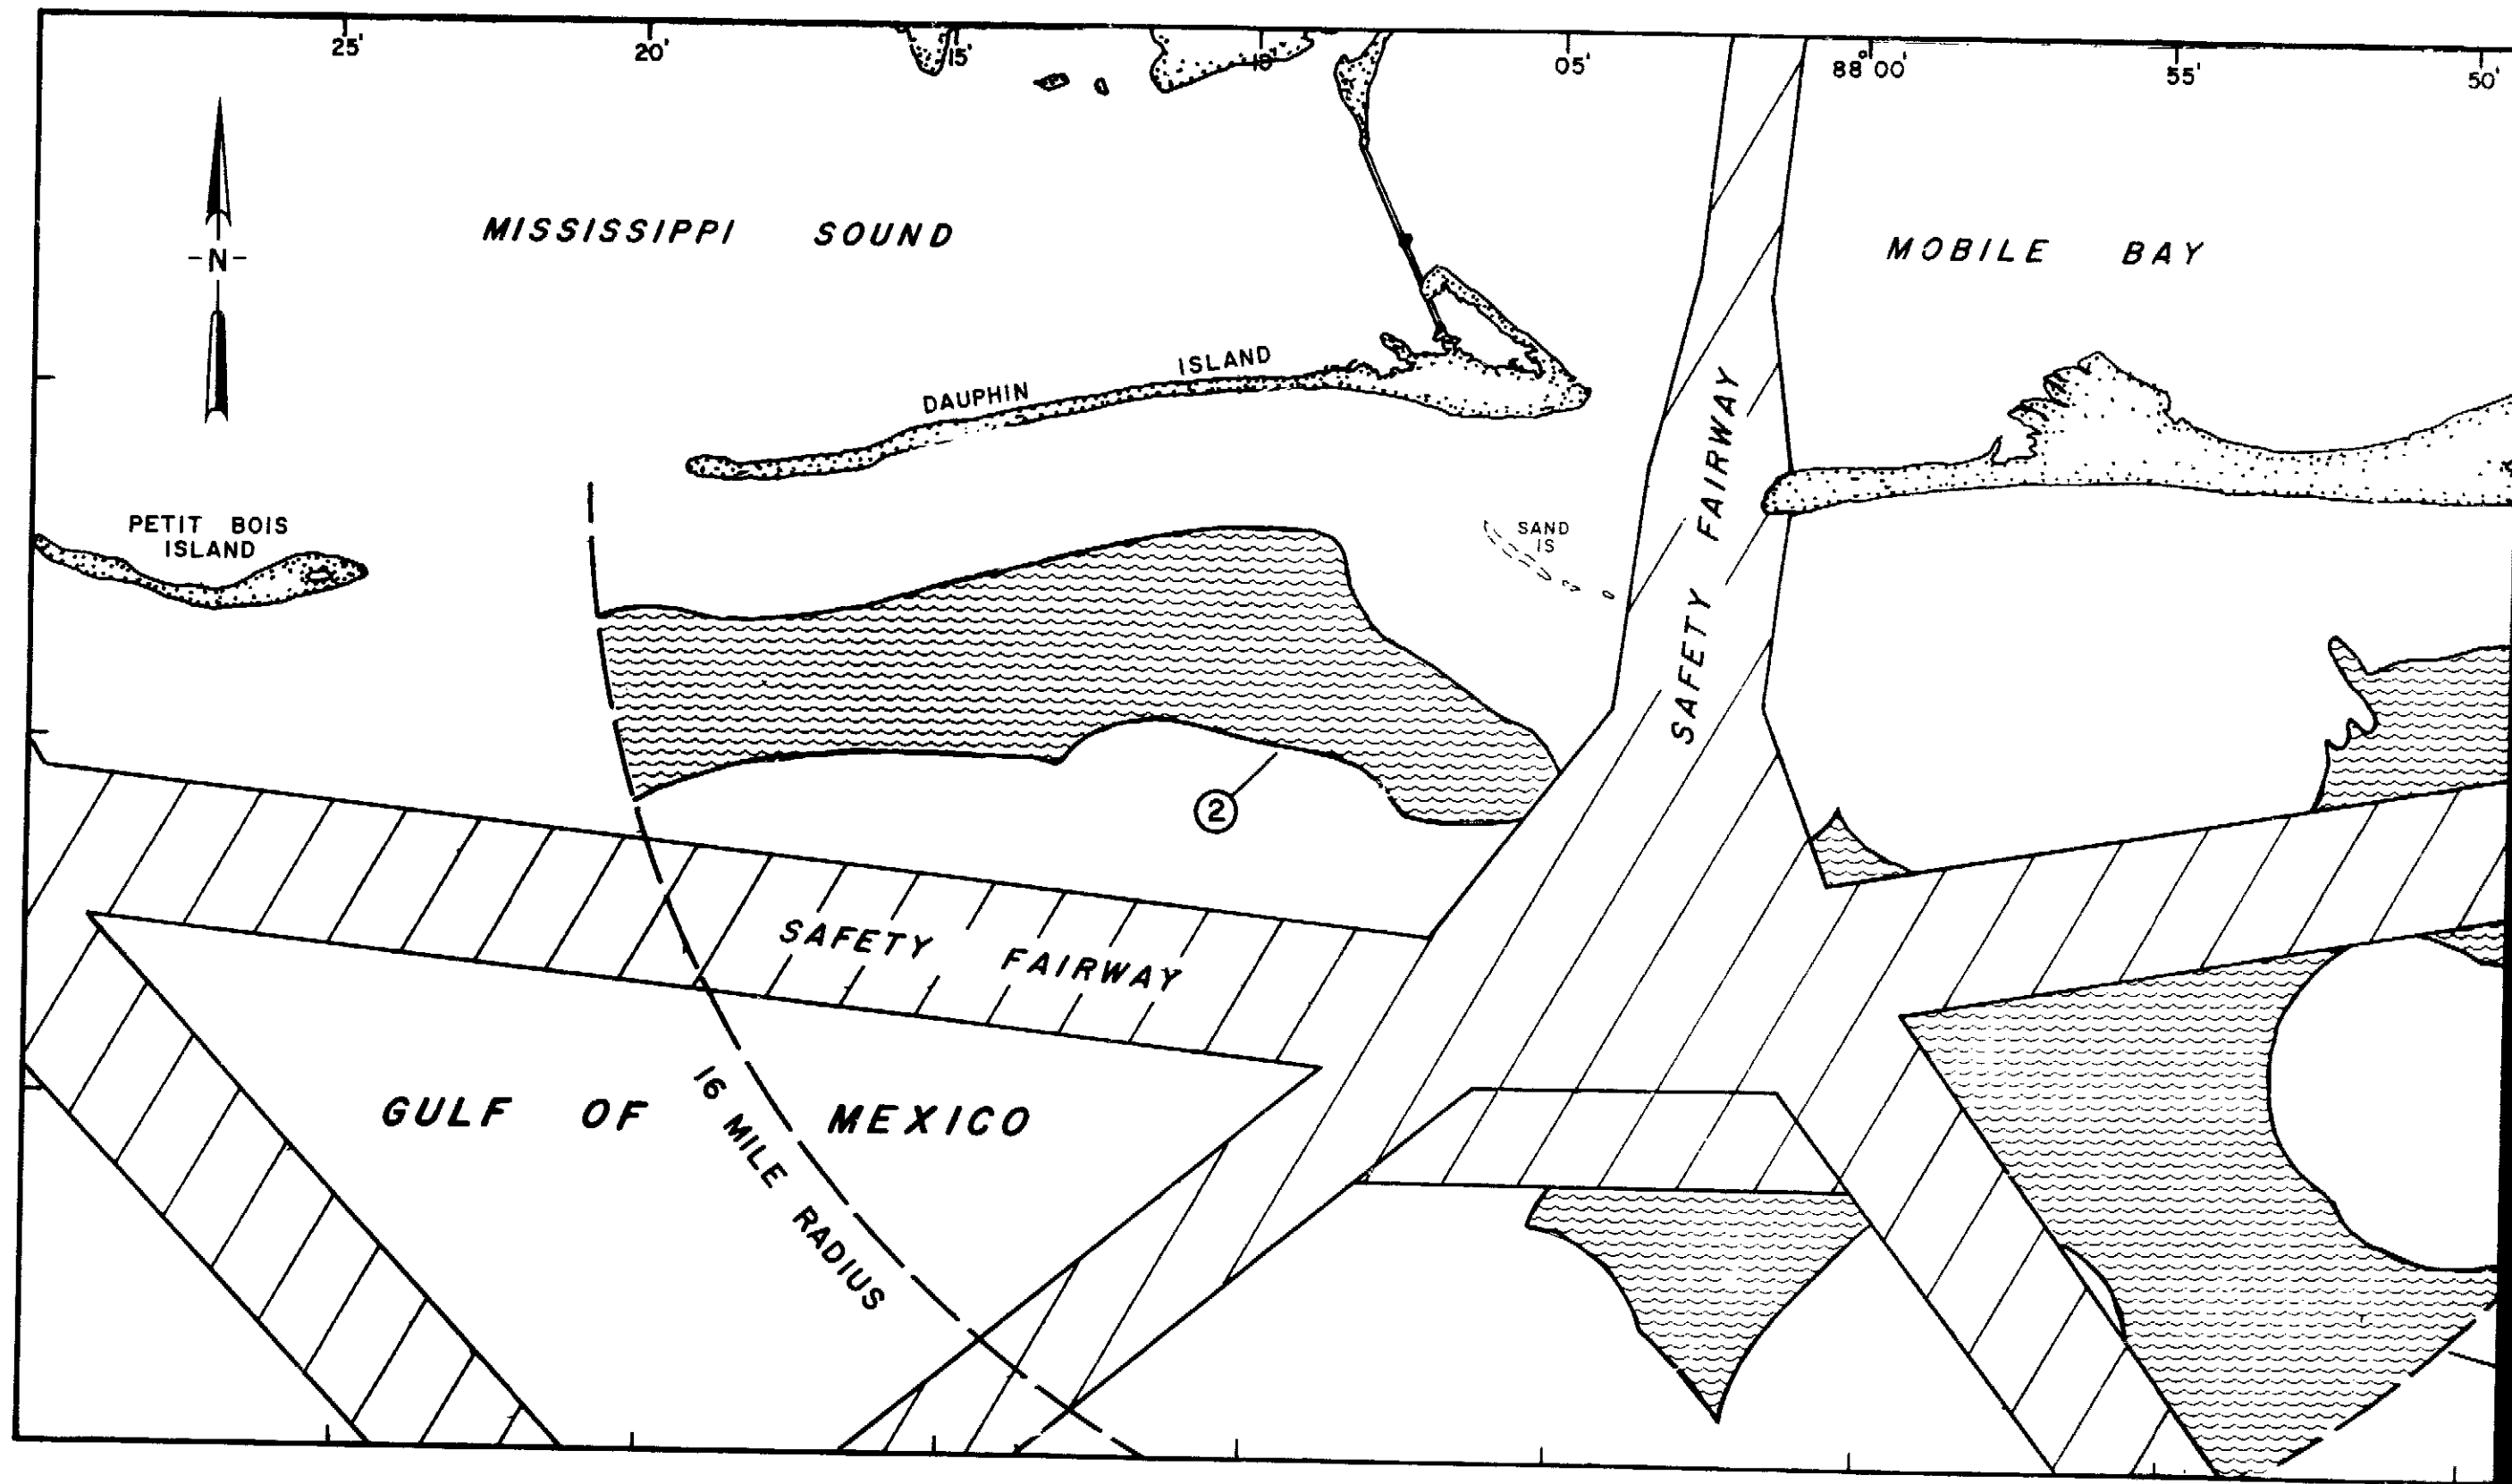 25'
20'
15'
10'
05'
88°00'
55'
50'
-N-
MISSISSIPPI SOUND
MOBILE BAY
DAUPHIN ISLAND
PETIT BOIS
ISLAND
SAND
IS
SAFETY FAIRWAY
2
SAFETY FAIRWAY
GULF OF MEXICO
16 MILE RADIUS